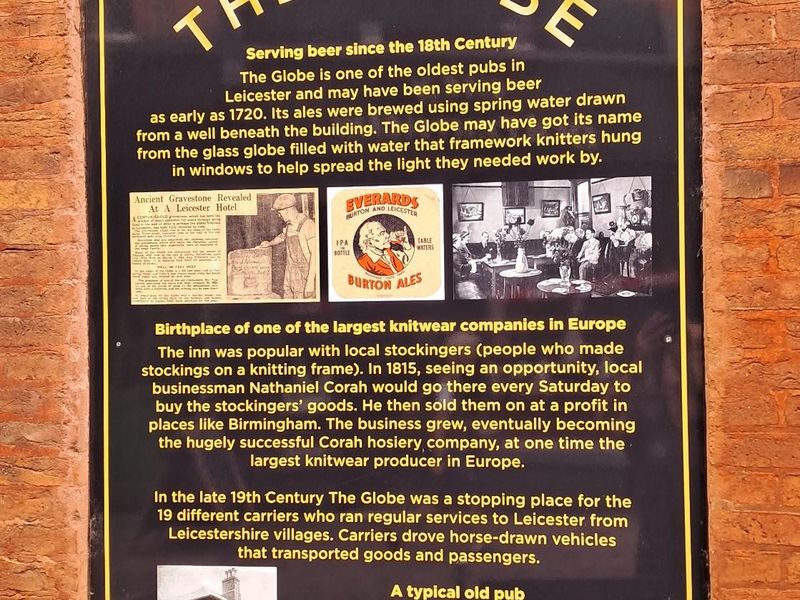 THE
BE
Serving beer since the 18th Century
The Globe is one of the oldest pubs in
Leicester and may have been serving beer
as early as 1720. Its ales were brewed using spring water drawn
from a well beneath the building. The Globe may have got its name
from the glass globe filled with water that framework knitters hung
in windows to help spread the light they needed work by.
Ancient Gravestone Revealed
At A Leicester Hotel
EVERARDS
BURTON AND LEICESTER
I·P·A
IN
BOTTLE
TABLE
WATERS
BURTON ALES
Birthplace of one of the largest knitwear companies in Europe
The inn was popular with local stockingers (people who made
stockings on a knitting frame). In 1815, seeing an opportunity, local
businessman Nathaniel Corah would go there every Saturday to
buy the stockingers' goods. He then sold them on at a profit in
places like Birmingham. The business grew, eventually becoming
the hugely successful Corah hosiery company, at one time the
largest knitwear producer in Europe.
In the late 19th Century The Globe was a stopping place for the
19 different carriers who ran regular services to Leicester from
Leicestershire villages. Carriers drove horse-drawn vehicles
that transported goods and passengers.
A typical old pub